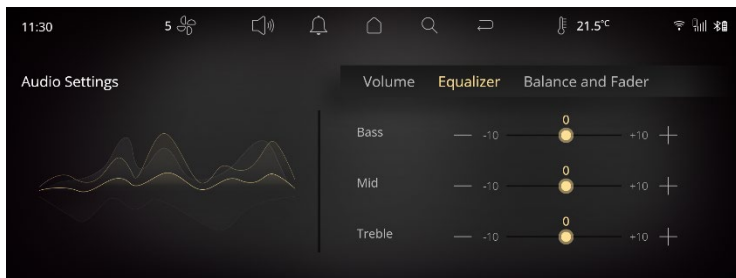 11:30 5 21.5°C
Audio Settings
Volume Equalizer Balance and Fader
0
Bass -10 +10
0
Mid -10 +10
0
Treble -10 +10